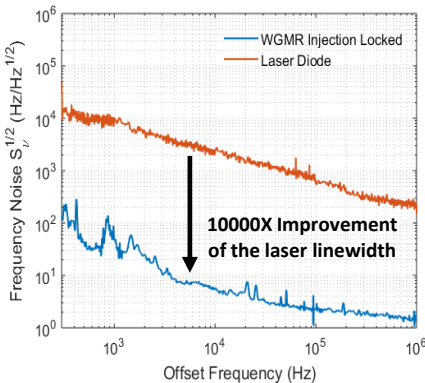 10^6
10^5
10^4
10^3
10^2
10^1
10^0
Frequency Noise S_ν^{1/2} (Hz/Hz^{1/2})
WGMR Injection Locked
Laser Diode
10000X Improvement
of the laser linewidth
10^3 10^4 10^5 10^6
Offset Frequency (Hz)